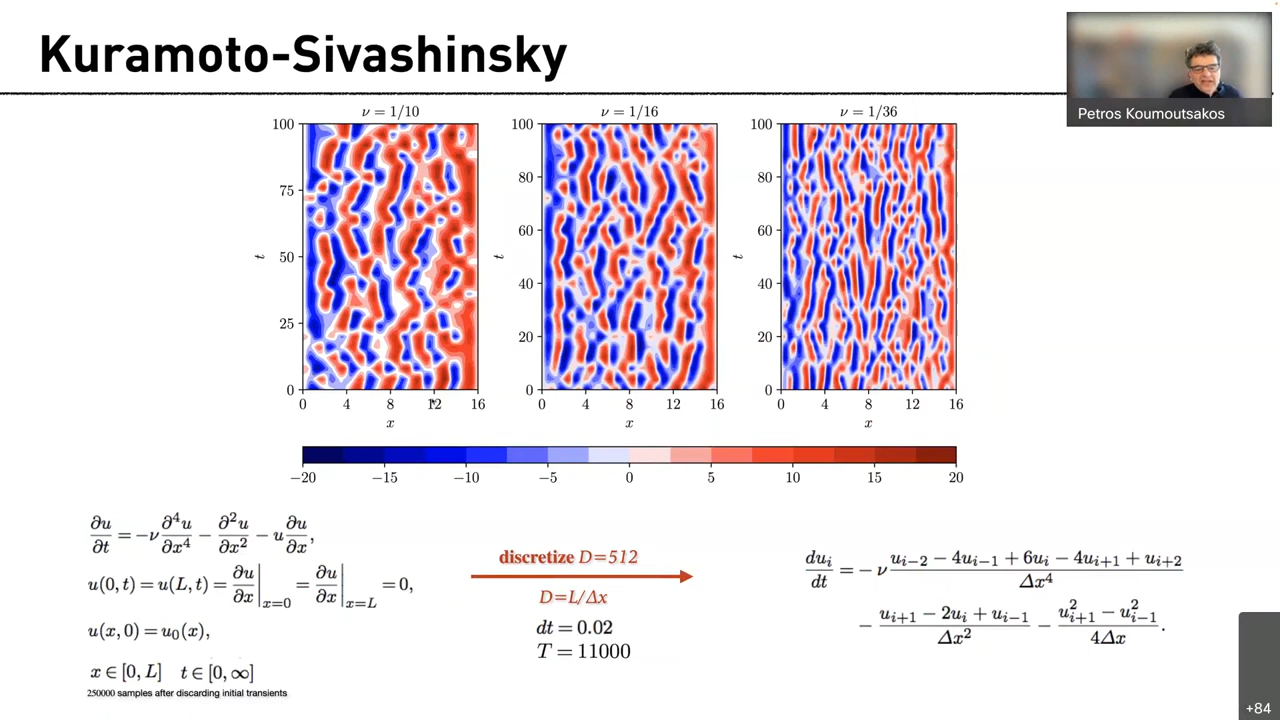 Kuramoto-Sivashinsky
Petros Koumoutsakos
ν = 1/10
ν = 1/16
ν = 1/36
100
75
50
25
0
t
0 4 8 12 16
x
100
80
60
40
20
0
t
0 4 8 12 16
x
100
80
60
40
20
0
t
0 4 8 12 16
x
−20 −15 −10 −5 0 5 10 15 20
∂u/∂t = −ν ∂⁴u/∂x⁴ − ∂²u/∂x² − u ∂u/∂x,
u(0, t) = u(L, t) = ∂u/∂x |x=0 = ∂u/∂x |x=L = 0,
u(x, 0) = u₀(x),
x ∈ [0, L] t ∈ [0, ∞]
250000 samples after discarding initial transients
discretize D=512
D=L/Δx
dt = 0.02
T = 11000
duᵢ/dt = − ν (uᵢ₋₂ − 4uᵢ₋₁ + 6uᵢ − 4uᵢ₊₁ + uᵢ₊₂)/Δx⁴
− (uᵢ₊₁ − 2uᵢ + uᵢ₋₁)/Δx² − (u²ᵢ₊₁ − u²ᵢ₋₁)/4Δx.
+84